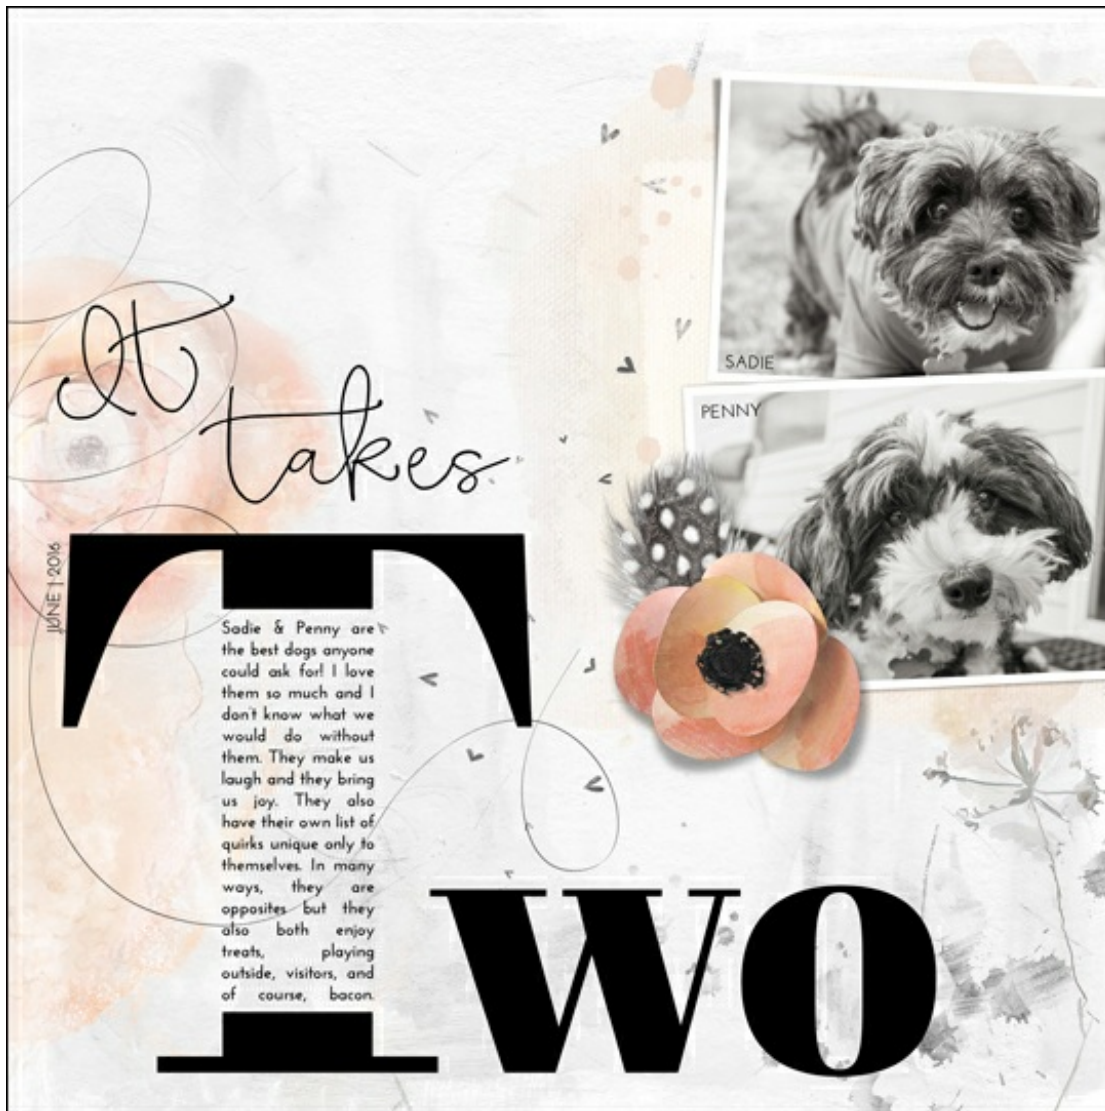 It
takes
Two
JUNE | 2016
Sadie & Penny are
the best dogs anyone
could ask for! I love
them so much and I
don't know what we
would do without
them. They make us
laugh and they bring
us joy. They also
have their own list of
quirks unique only to
themselves. In many
ways, they are
opposites but they
also both enjoy
treats, playing
outside, visitors, and
of course, bacon.
SADIE
PENNY